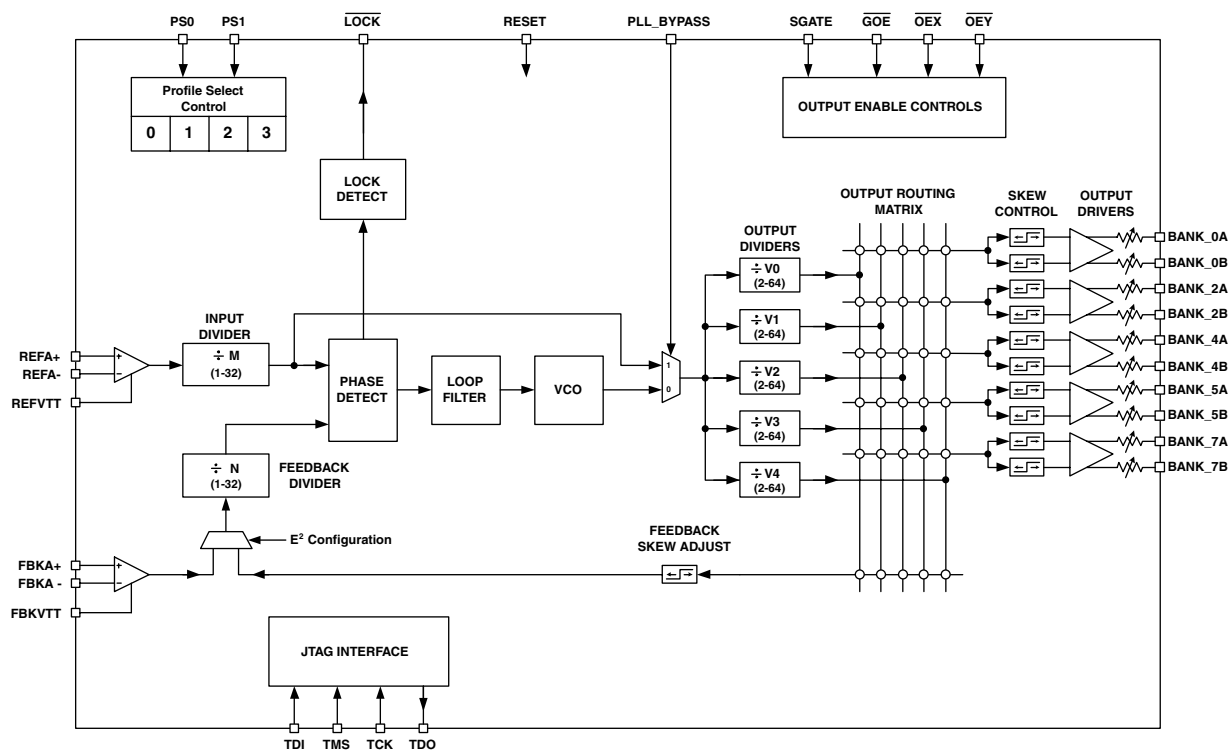 PS0 PS1 LOCK RESET PLL_BYPASS SGATE GOE OEX OEY
Profile Select
Control
0 1 2 3
OUTPUT ENABLE CONTROLS
LOCK
DETECT
OUTPUT ROUTING
MATRIX
SKEW
CONTROL
OUTPUT
DRIVERS
OUTPUT
DIVIDERS
÷ V0
(2-64)
÷ V1
(2-64)
÷ V2
(2-64)
÷ V3
(2-64)
÷ V4
(2-64)
BANK_0A
BANK_0B
BANK_2A
BANK_2B
BANK_4A
BANK_4B
BANK_5A
BANK_5B
BANK_7A
BANK_7B
INPUT
DIVIDER
÷ M
(1-32)
REFA+
REFA-
REFVTT
+
−
PHASE
DETECT
LOOP
FILTER
VCO
1
0
÷ N
(1-32)
FEEDBACK
DIVIDER
E² Configuration
FEEDBACK
SKEW ADJUST
FBKA+
FBKA -
FBKVTT
+
−
JTAG INTERFACE
TDI TMS TCK TDO